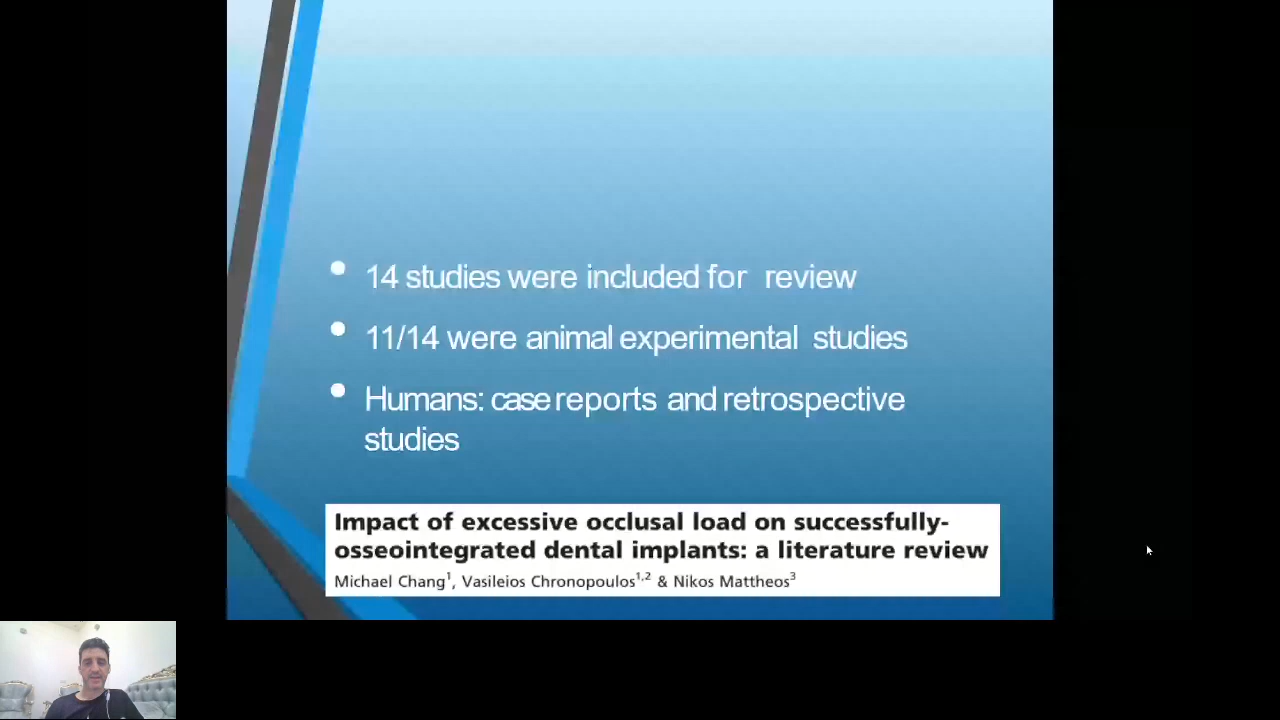 • 14 studies were included for review
• 11/14 were animal experimental studies
• Humans: case reports and retrospective
studies
Impact of excessive occlusal load on successfully-
osseointegrated dental implants: a literature review
Michael Chang¹, Vasileios Chronopoulos¹,² & Nikos Mattheos³